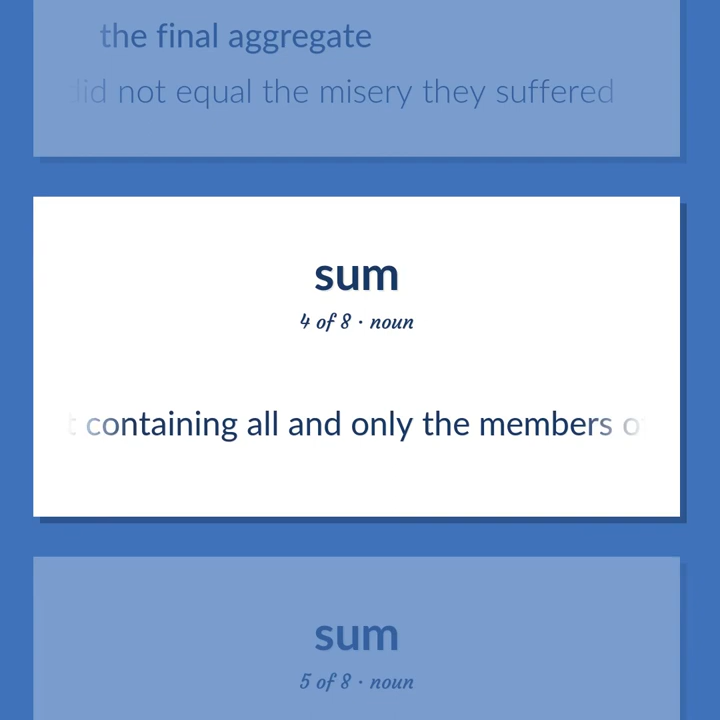 the final aggregate
did not equal the misery they suffered
sum
4 of 8 · noun
containing all and only the members
sum
5 of 8 · noun